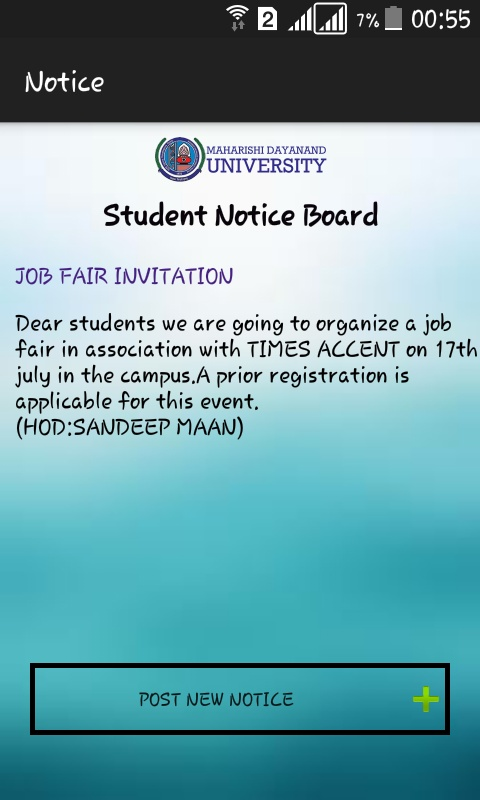 2 7% 00:55
Notice
MAHARISHI DAYANAND
UNIVERSITY
Student Notice Board
JOB FAIR INVITATION
Dear students we are going to organize a job
fair in association with TIMES ACCENT on 17th
july in the campus.A prior registration is
applicable for this event.
(HOD:SANDEEP MAAN)
POST NEW NOTICE